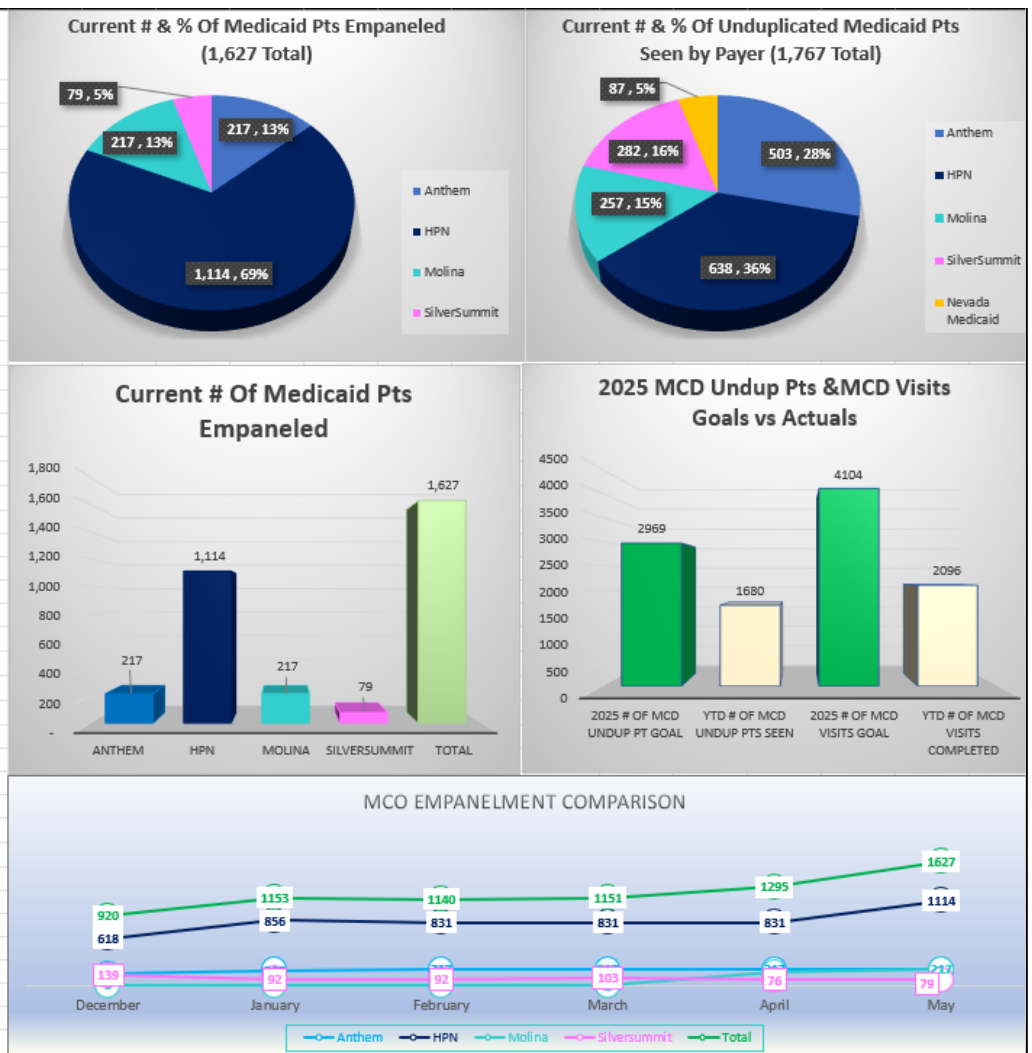 Current # & % Of Medicaid Pts Empaneled
(1,627 Total)
79 , 5%
217 , 13%
217 , 13%
1,114 , 69%
Anthem
HPN
Molina
SilverSummit
Current # & % Of Unduplicated Medicaid Pts
Seen by Payer (1,767 Total)
87 , 5%
282 , 16%
503 , 28%
257 , 15%
638 , 36%
Anthem
HPN
Molina
SilverSummit
Nevada
Medicaid
Current # Of Medicaid Pts
Empaneled
1,800
1,600
1,400
1,200
1,000
800
600
400
200
-
217
1,114
217
79
1,627
ANTHEM
HPN
MOLINA
SILVERSUMMIT
TOTAL
2025 MCD Undup Pts &MCD Visits
Goals vs Actuals
4500
4000
3500
3000
2500
2000
1500
1000
500
0
2969
1680
4104
2096
2025 # OF MCD
UNDUP PT GOAL
YTD # OF MCD
UNDUP PTS SEEN
2025 # OF MCD
VISITS GOAL
YTD # OF MCD
VISITS
COMPLETED
MCO EMPANELMENT COMPARISON
920
1153
1140
1151
1295
1627
618
856
831
831
831
1114
139
92
92
103
76
217
79
December
January
February
March
April
May
Anthem
HPN
Molina
Silversummit
Total